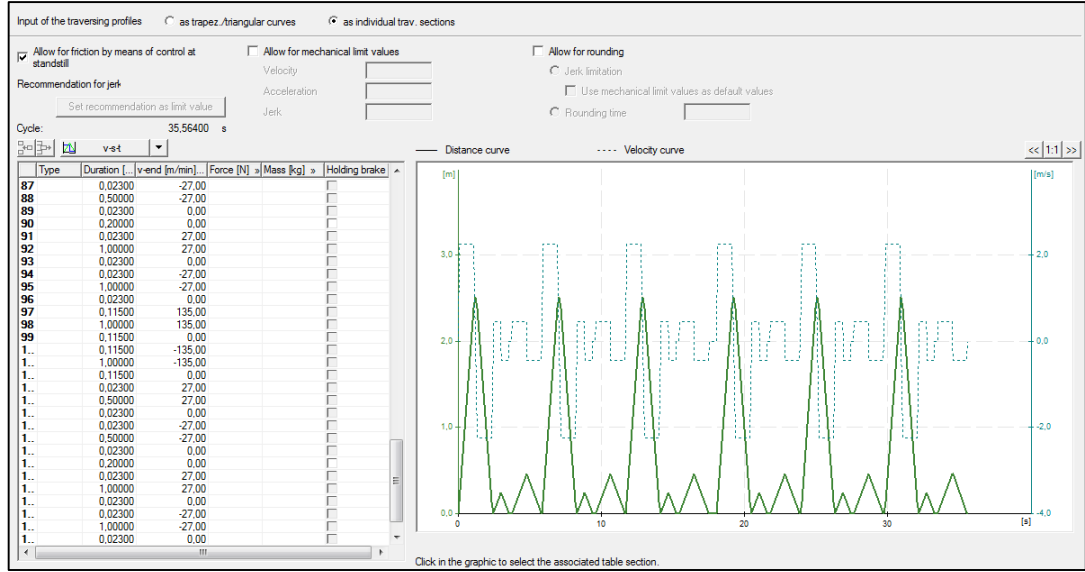 Input of the traversing profiles as trapez./triangular curves as individual trav. sections
Allow for friction by means of control at
standstill
Allow for mechanical limit values
Allow for rounding
Velocity
Jerk limitation
Recommendation for jerk
Acceleration
Use mechanical limit values as default values
Set recommendation as limit value
Jerk
Rounding time
Cycle: 35,56400 s
v-s-t
Distance curve Velocity curve << 1:1 >>
Type Duration [... v-end [m/min]... Force [N] » Mass [kg] » Holding brake
87 0,02300 -27,00
88 0,50000 -27,00
89 0,02300 0,00
90 0,20000 0,00
91 0,02300 27,00
92 1,00000 27,00
93 0,02300 0,00
94 0,02300 -27,00
95 1,00000 -27,00
96 0,02300 0,00
97 0,11500 135,00
98 1,00000 135,00
99 0,11500 0,00
1... 0,11500 -135,00
1... 1,00000 -135,00
1... 0,11500 0,00
1... 0,02300 27,00
1... 0,50000 27,00
1... 0,02300 0,00
1... 0,02300 -27,00
1... 0,50000 -27,00
1... 0,02300 0,00
1... 0,20000 0,00
1... 0,02300 27,00
1... 1,00000 27,00
1... 0,02300 0,00
1... 0,02300 -27,00
1... 1,00000 -27,00
1... 0,02300 0,00
[m] [m/s]
3,0 2,0
2,0 0,0
1,0 -2,0
0,0 -4,0
0 10 20 30 [s]
Click in the graphic to select the associated table section.